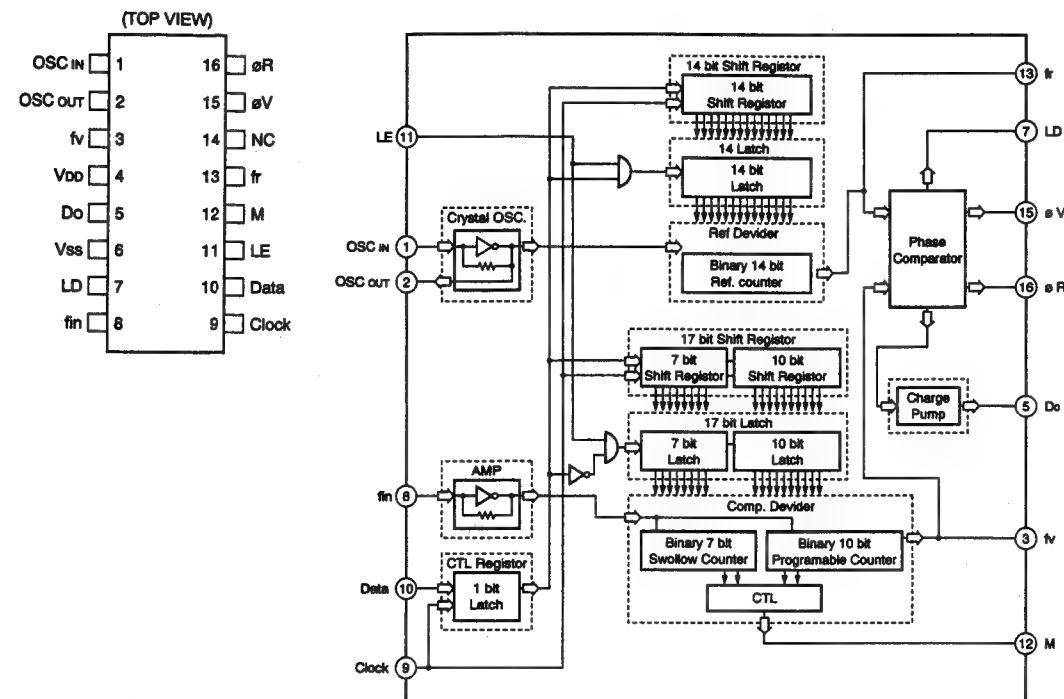 (TOP VIEW)
OSC IN 1 16 øR
OSC OUT 2 15 øV
fv 3 14 NC
VDD 4 13 fr
Do 5 12 M
Vss 6 11 LE
LD 7 10 Data
fin 8 9 Clock
14 bit Shift Register
14 bit
Shift Register
13 fr
7 LD
LE 11
14 Latch
14 bit
Latch
Crystal OSC.
OSC IN 1
OSC OUT 2
Ref Devider
Binary 14 bit
Ref. counter
Phase
Comparator
15 ø V
16 ø R
17 bit Shift Register
7 bit
Shift Register
10 bit
Shift Register
Charge
Pump
5 Do
17 bit Latch
7 bit
Latch
10 bit
Latch
AMP
fin 8
Comp. Devider
Binary 7 bit
Swollow Counter
Binary 10 bit
Programable Counter
3 fv
CTL Register
Data 10
1 bit
Latch
CTL
12 M
Clock 9